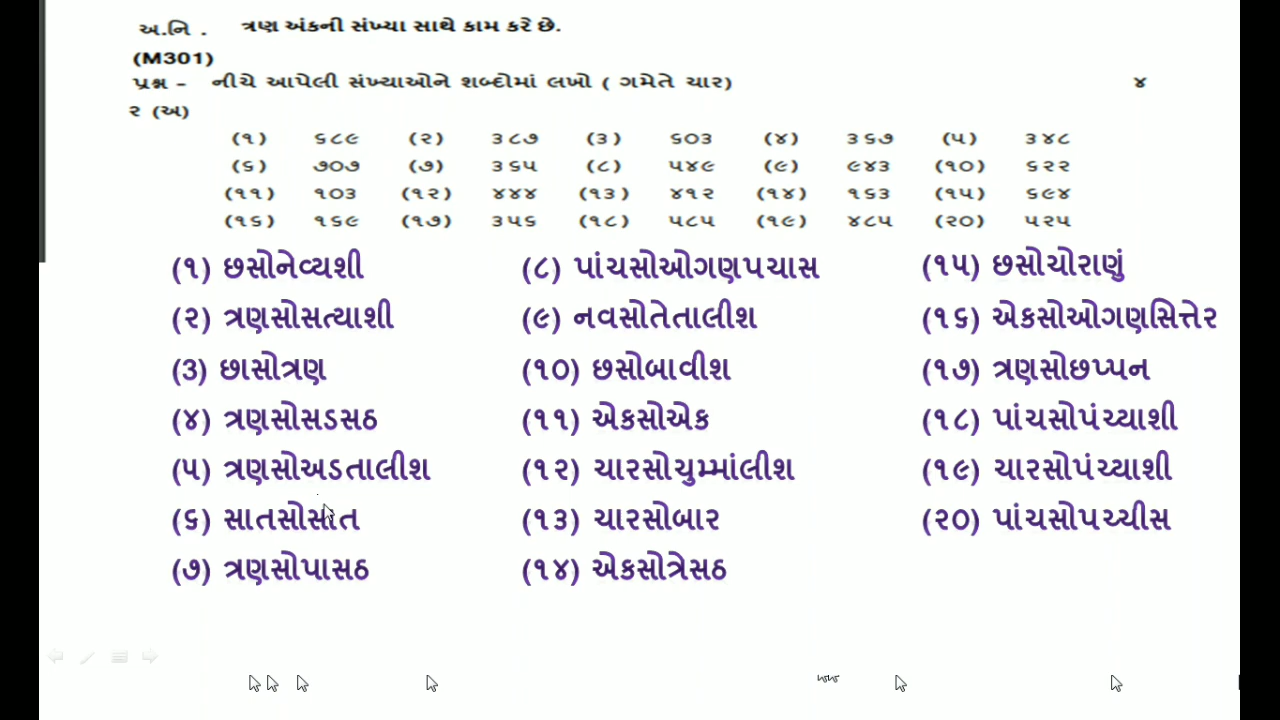 અ.નિ . ત્રણ અંકની સંખ્યા સાથે કામ કરે છે.
(M301)
પ્રશ્ન - નીચે આપેલી સંખ્યાઓને શબ્દોમાં લખો ( ગમેતે ચાર) ૪
૨ (અ)
(૧) ૬૮૯ (૨) ૩૮૭ (૩) ૬૦૩ (૪) ૩૬૭ (૫) ૩૪૮
(૬) ૭૦૭ (૭) ૩૬૫ (૮) ૫૪૯ (૯) ૯૪૩ (૧૦) ૬૨૨
(૧૧) ૧૦૩ (૧૨) ૪૪૪ (૧૩) ૪૧૨ (૧૪) ૧૬૩ (૧૫) ૬૯૪
(૧૬) ૧૬૯ (૧૭) ૩૫૬ (૧૮) ૫૮૫ (૧૯) ૪૮૫ (૨૦) ૫૨૫
(૧) છસોનેવ્યશી
(૨) ત્રણસોસત્યાશી
(૩) છાસોત્રણ
(૪) ત્રણસોસડસઠ
(૫) ત્રણસોઅડતાલીશ
(૬) સાતસોસાત
(૭) ત્રણસોપાસઠ
(૮) પાંચસોઓગણપચાસ
(૯) નવસોતેતાલીશ
(૧૦) છસોબાવીશ
(૧૧) એકસોએક
(૧૨) ચારસોચુમ્માંલીશ
(૧૩) ચારસોબાર
(૧૪) એકસોત્રેસઠ
(૧૫) છસોચોરાણું
(૧૬) એકસોઓગણસિત્તેર
(૧૭) ત્રણસોછપ્પન
(૧૮) પાંચસોપંચ્યાશી
(૧૯) ચારસોપંચ્યાશી
(૨૦) પાંચસોપચ્ચીસ